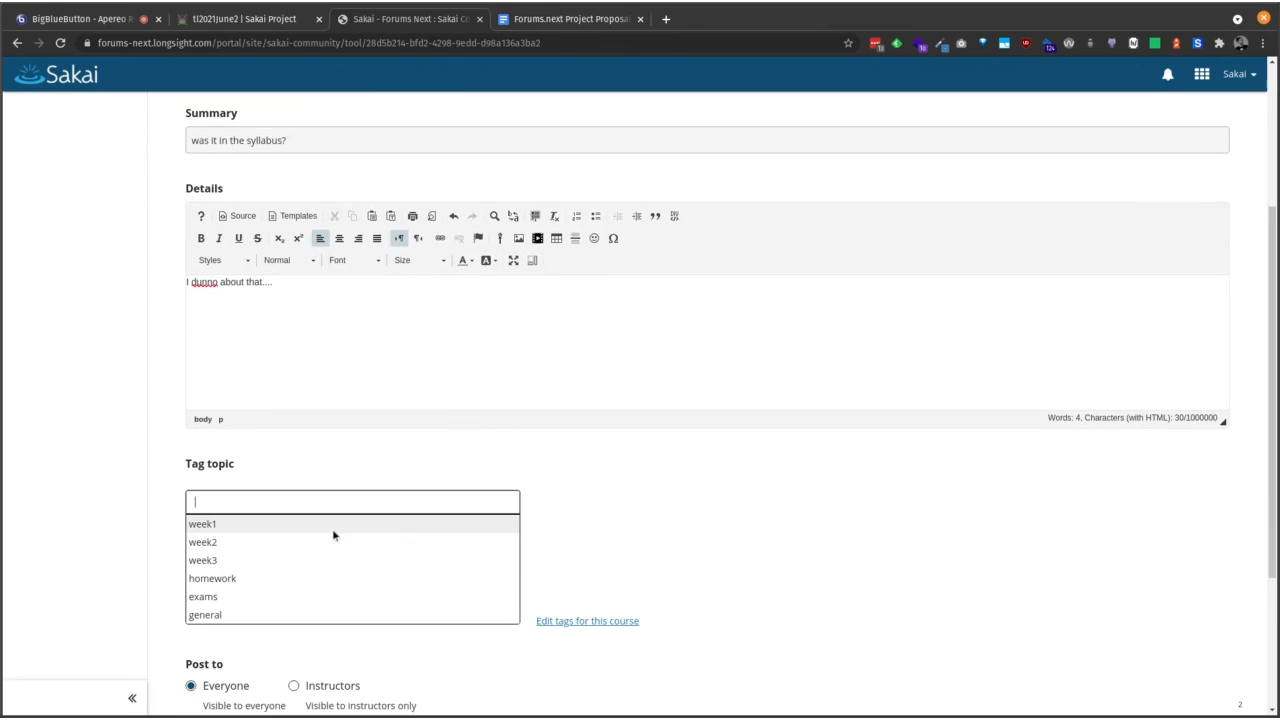 BigBlueButton - Apereo R
tl2021June2 | Sakai Project
Sakai - Forums Next : Sakai Co
Forums.next Project Proposal
forums-next.longsight.com/portal/site/sakai-community/tool/28d5b214-bfd2-4298-9edd-d98a136a3ba2
Sakai
Sakai
Summary
was it in the syllabus?
Details
Source Templates
Styles Normal Font Size
I dunno about that....
body p
Words: 4, Characters (with HTML): 30/1000000
Tag topic
week1
week2
week3
homework
exams
general
Edit tags for this course
Post to
Everyone Instructors
Visible to everyone Visible to instructors only
2